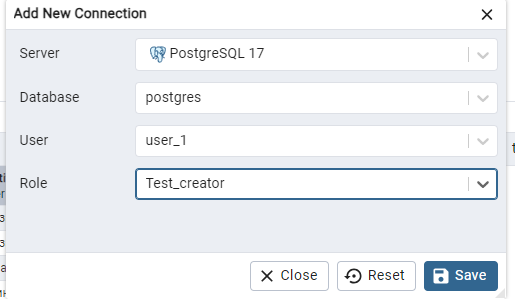 Add New Connection
Server
PostgreSQL 17
Database
postgres
User
user_1
Role
Test_creator
Close
Reset
Save